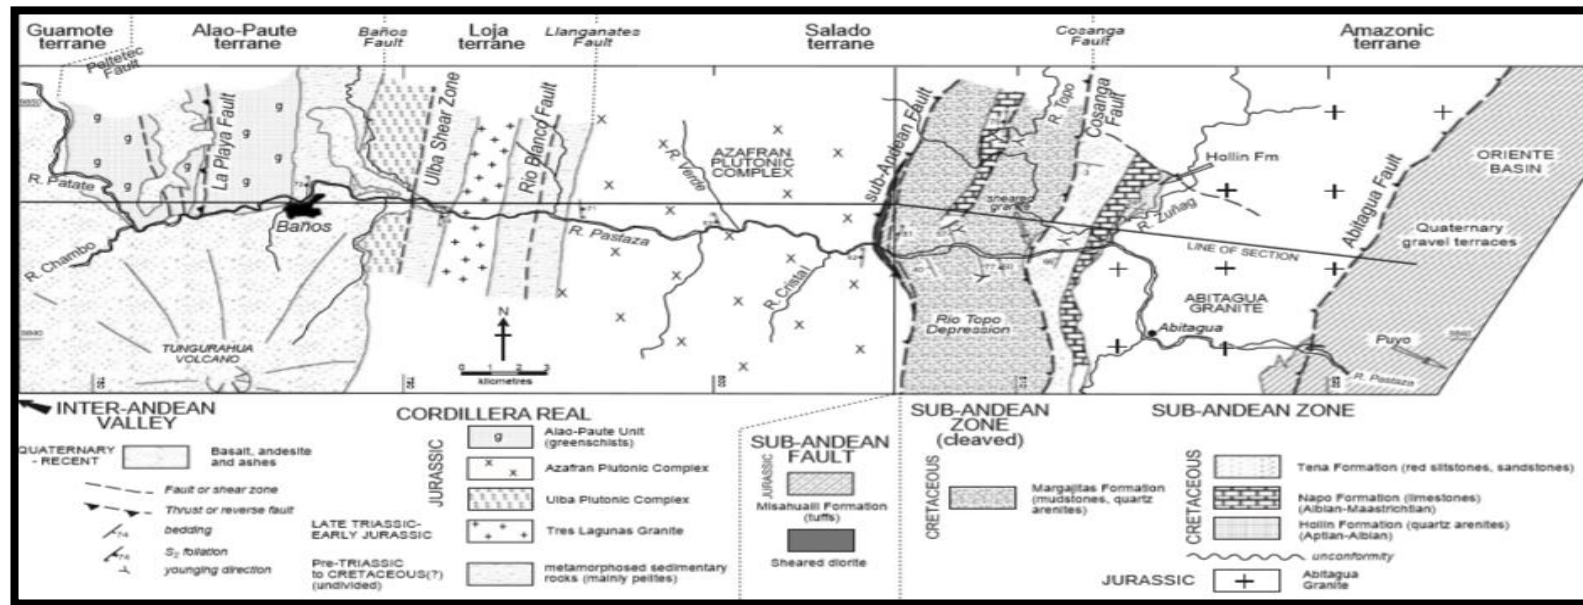 Guamote terrane
Alao-Paute terrane
Baños Fault
Loja terrane
Llanganates Fault
Salado terrane
Cosanga Fault
Amazonic terrane
Peltetec Fault
La Playa Fault
Ulba Shear Zone
Rio Blanco Fault
R. Verde
AZAFRAN PLUTONIC COMPLEX
sub-Andean Fault
R. Topo
Cosanga Fault
Hollin Fm
Abitagua Fault
ORIENTE BASIN
R. Patate
Baños
R. Pastaza
sheared granite
R. Zuñag
Quaternary gravel terraces
R. Chambo
LINE OF SECTION
R. Cristal
ABITAGUA GRANITE
N
Rio Topo Depression
Abitagua
Puyo
TUNGURAHUA VOLCANO
0 1 2 3
kilometres
R. Pastaza
INTER-ANDEAN VALLEY
QUATERNARY - RECENT
Basalt, andesite and ashes
Fault or shear zone
Thrust or reverse fault
bedding
S2 foliation
younging direction
CORDILLERA REAL
JURASSIC
g
Alao-Paute Unit (greenschists)
Azafran Plutonic Complex
Ulba Plutonic Complex
LATE TRIASSIC-EARLY JURASSIC
Tres Lagunas Granite
Pre-TRIASSIC to CRETACEOUS(?) (undivided)
metamorphosed sedimentary rocks (mainly pelites)
SUB-ANDEAN FAULT
JURASSIC
Misahualli Formation (tuffs)
Sheared diorite
SUB-ANDEAN ZONE (cleaved)
CRETACEOUS
Margajitas Formation (mudstones, quartz arenites)
SUB-ANDEAN ZONE
CRETACEOUS
Tena Formation (red siltstones, sandstones)
Napo Formation (limestones) (Albian-Maastrichtian)
Hollin Formation (quartz arenites) (Aptian-Albian)
unconformity
JURASSIC
Abitagua Granite